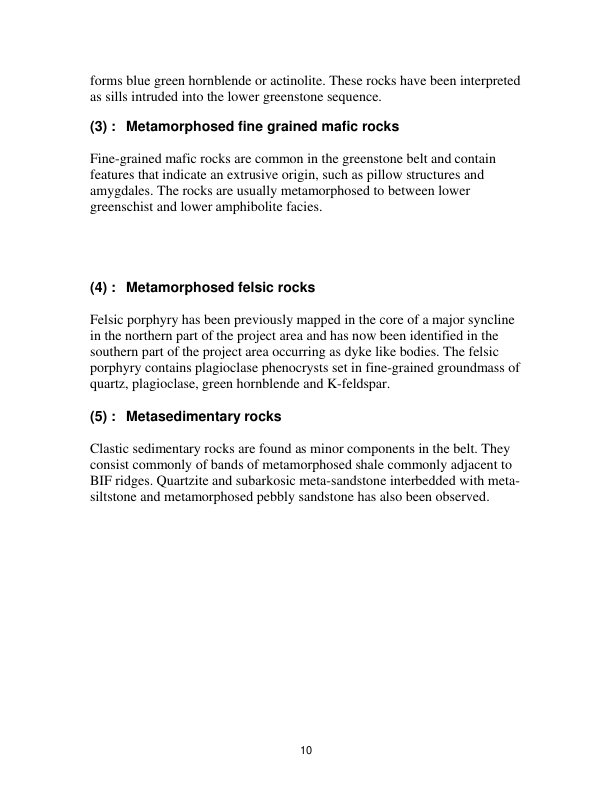 forms blue green hornblende or actinolite. These rocks have been interpreted
as sills intruded into the lower greenstone sequence.
(3) : Metamorphosed fine grained mafic rocks
Fine-grained mafic rocks are common in the greenstone belt and contain
features that indicate an extrusive origin, such as pillow structures and
amygdales. The rocks are usually metamorphosed to between lower
greenschist and lower amphibolite facies.
(4) : Metamorphosed felsic rocks
Felsic porphyry has been previously mapped in the core of a major syncline
in the northern part of the project area and has now been identified in the
southern part of the project area occurring as dyke like bodies. The felsic
porphyry contains plagioclase phenocrysts set in fine-grained groundmass of
quartz, plagioclase, green hornblende and K-feldspar.
(5) : Metasedimentary rocks
Clastic sedimentary rocks are found as minor components in the belt. They
consist commonly of bands of metamorphosed shale commonly adjacent to
BIF ridges. Quartzite and subarkosic meta-sandstone interbedded with meta-
siltstone and metamorphosed pebbly sandstone has also been observed.
10